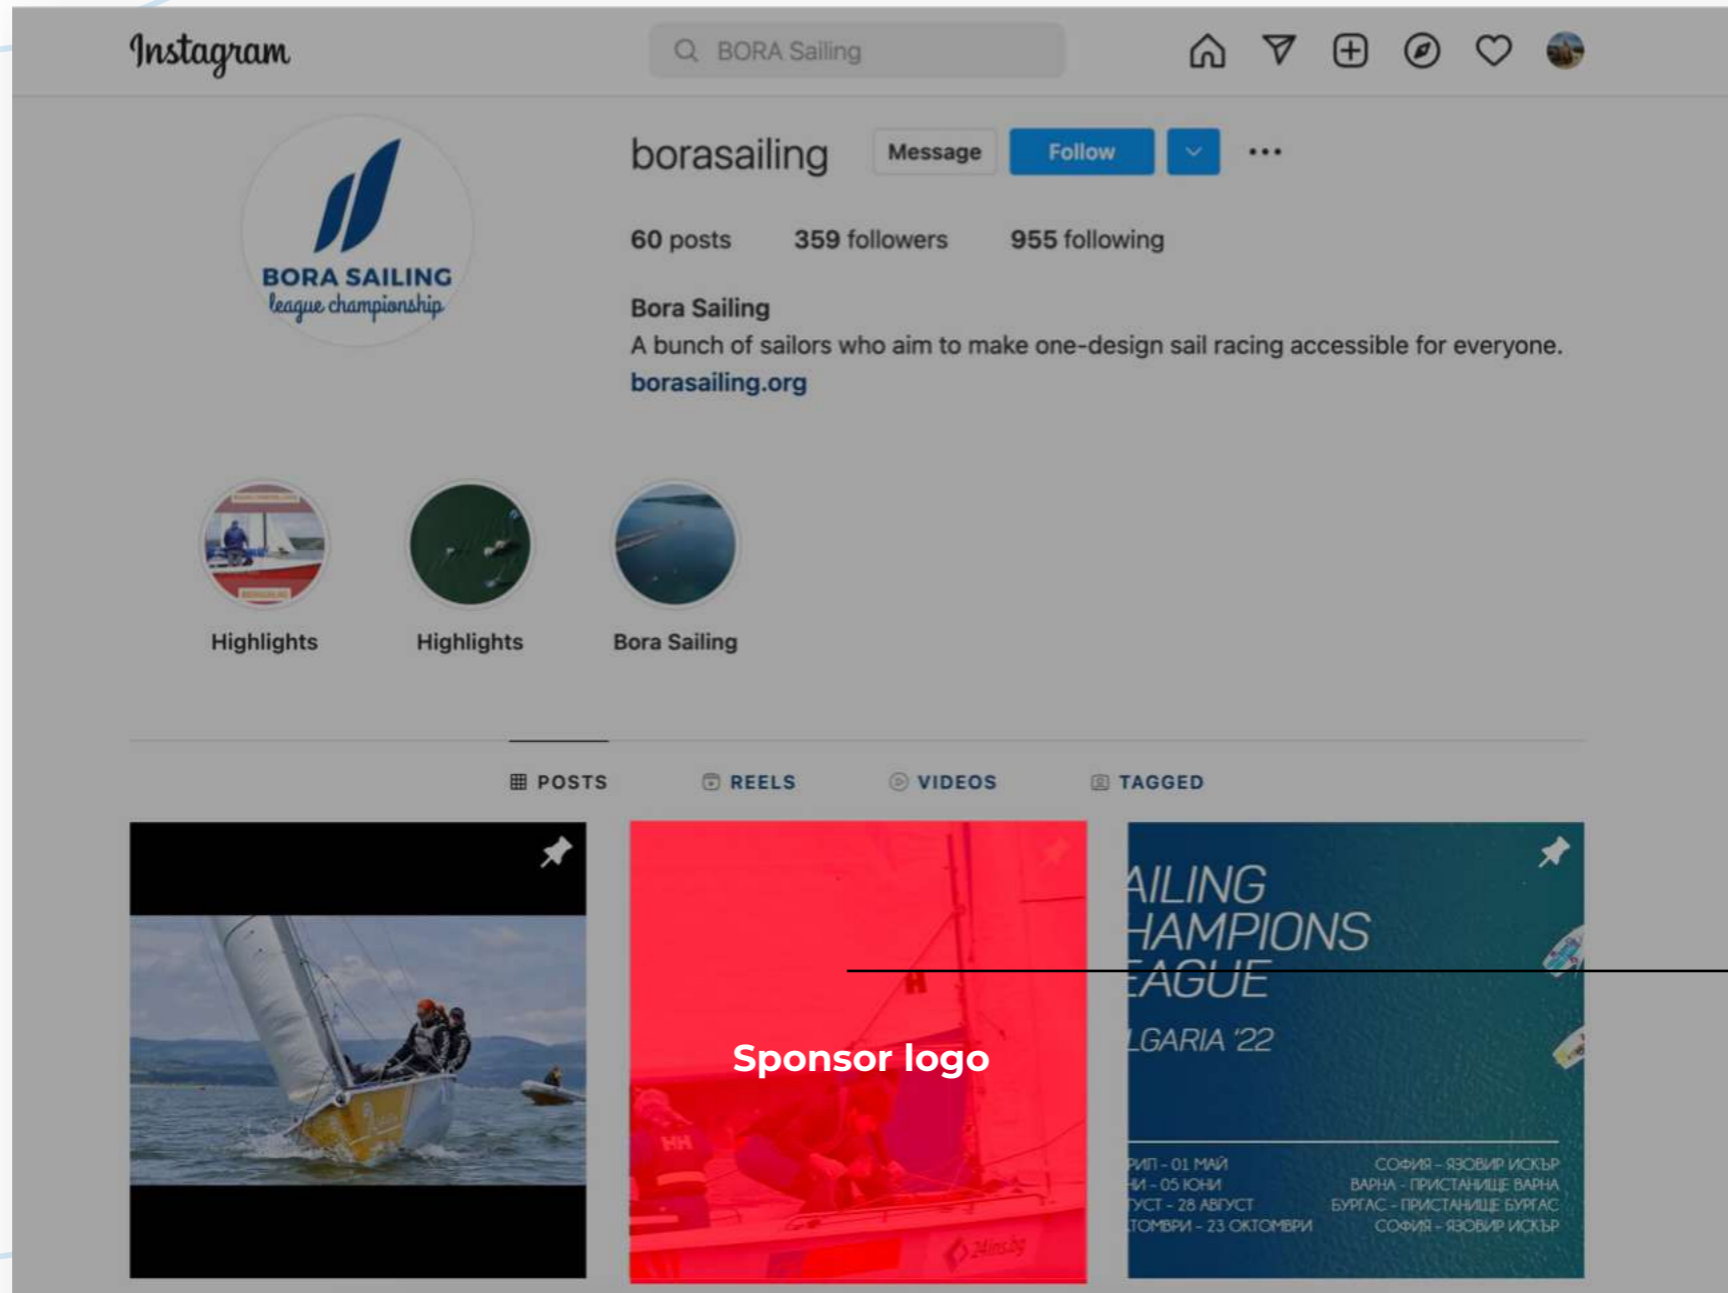 Instagram
BORA Sailing
BORA SAILING
league championship
borasailing
Message
Follow
60 posts
359 followers
955 following
Bora Sailing
A bunch of sailors who aim to make one-design sail racing accessible for everyone.
borasailing.org
Highlights
Highlights
Bora Sailing
POSTS
REELS
VIDEOS
TAGGED
H
Sponsor logo
HH
24ins.bg
AILING
HAMPIONS
EAGUE
LGARIA '22
РИЛ - 01 МАЙ
СОФИЯ - ЯЗОВИР ИСКЪР
НИ - 05 ЮНИ
ВАРНА - ПРИСТАНИЩЕ ВАРНА
ГУСТ - 28 АВГУСТ
БУРГАС - ПРИСТАНИЩЕ БУРГАС
ТОМВРИ - 23 ОКТОМВРИ
СОФИЯ - ЯЗОВИР ИСКЪР